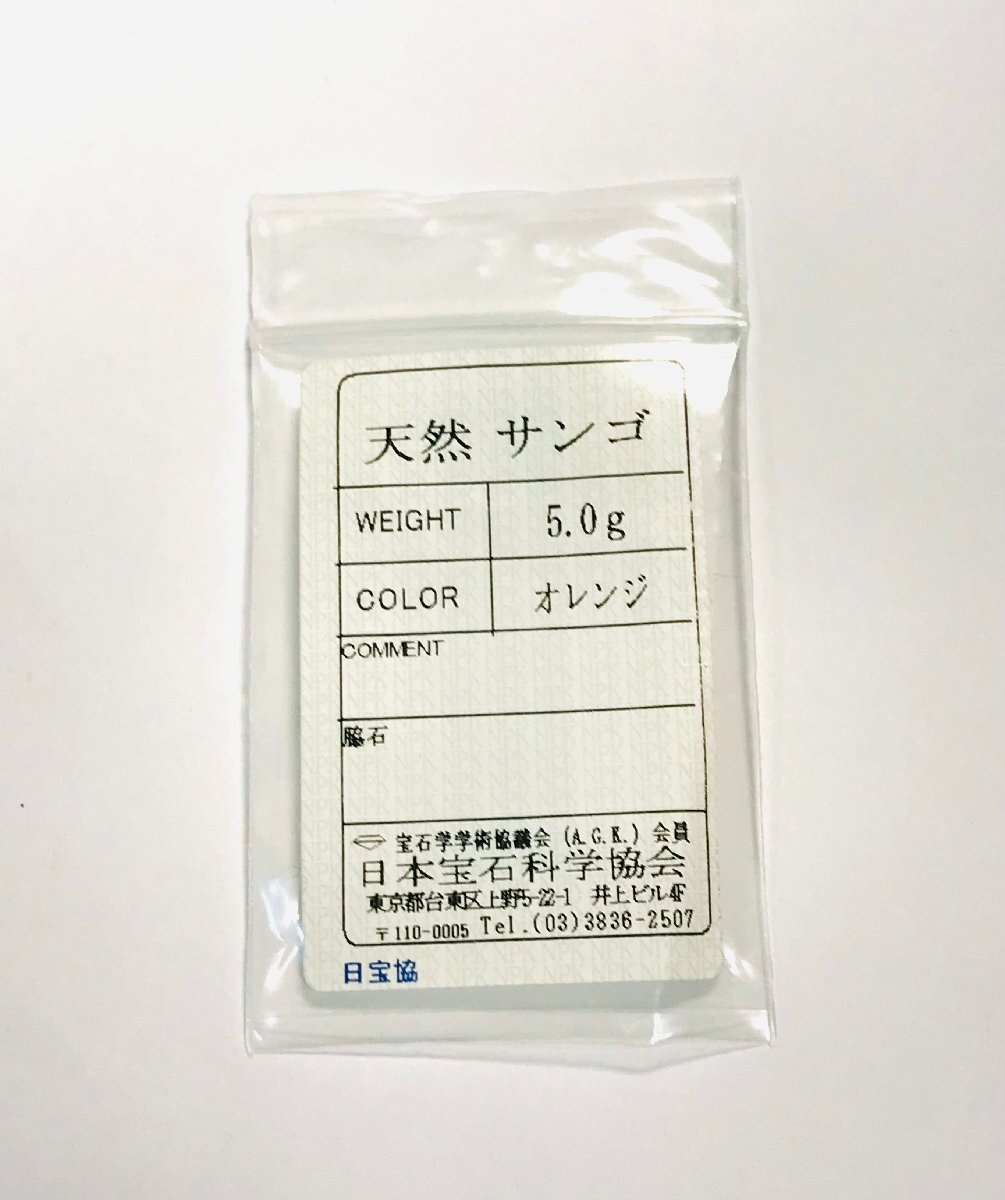 天然 サンゴ
WEIGHT 5.0g
COLOR オレンジ
COMMENT
脇石
宝石学学術協議会 (A.G.K.) 会員
日本宝石科学協会
東京都台東区上野5-22-1 井上ビル4F
〒110-0005 Tel.(03)3836-2507
日宝協